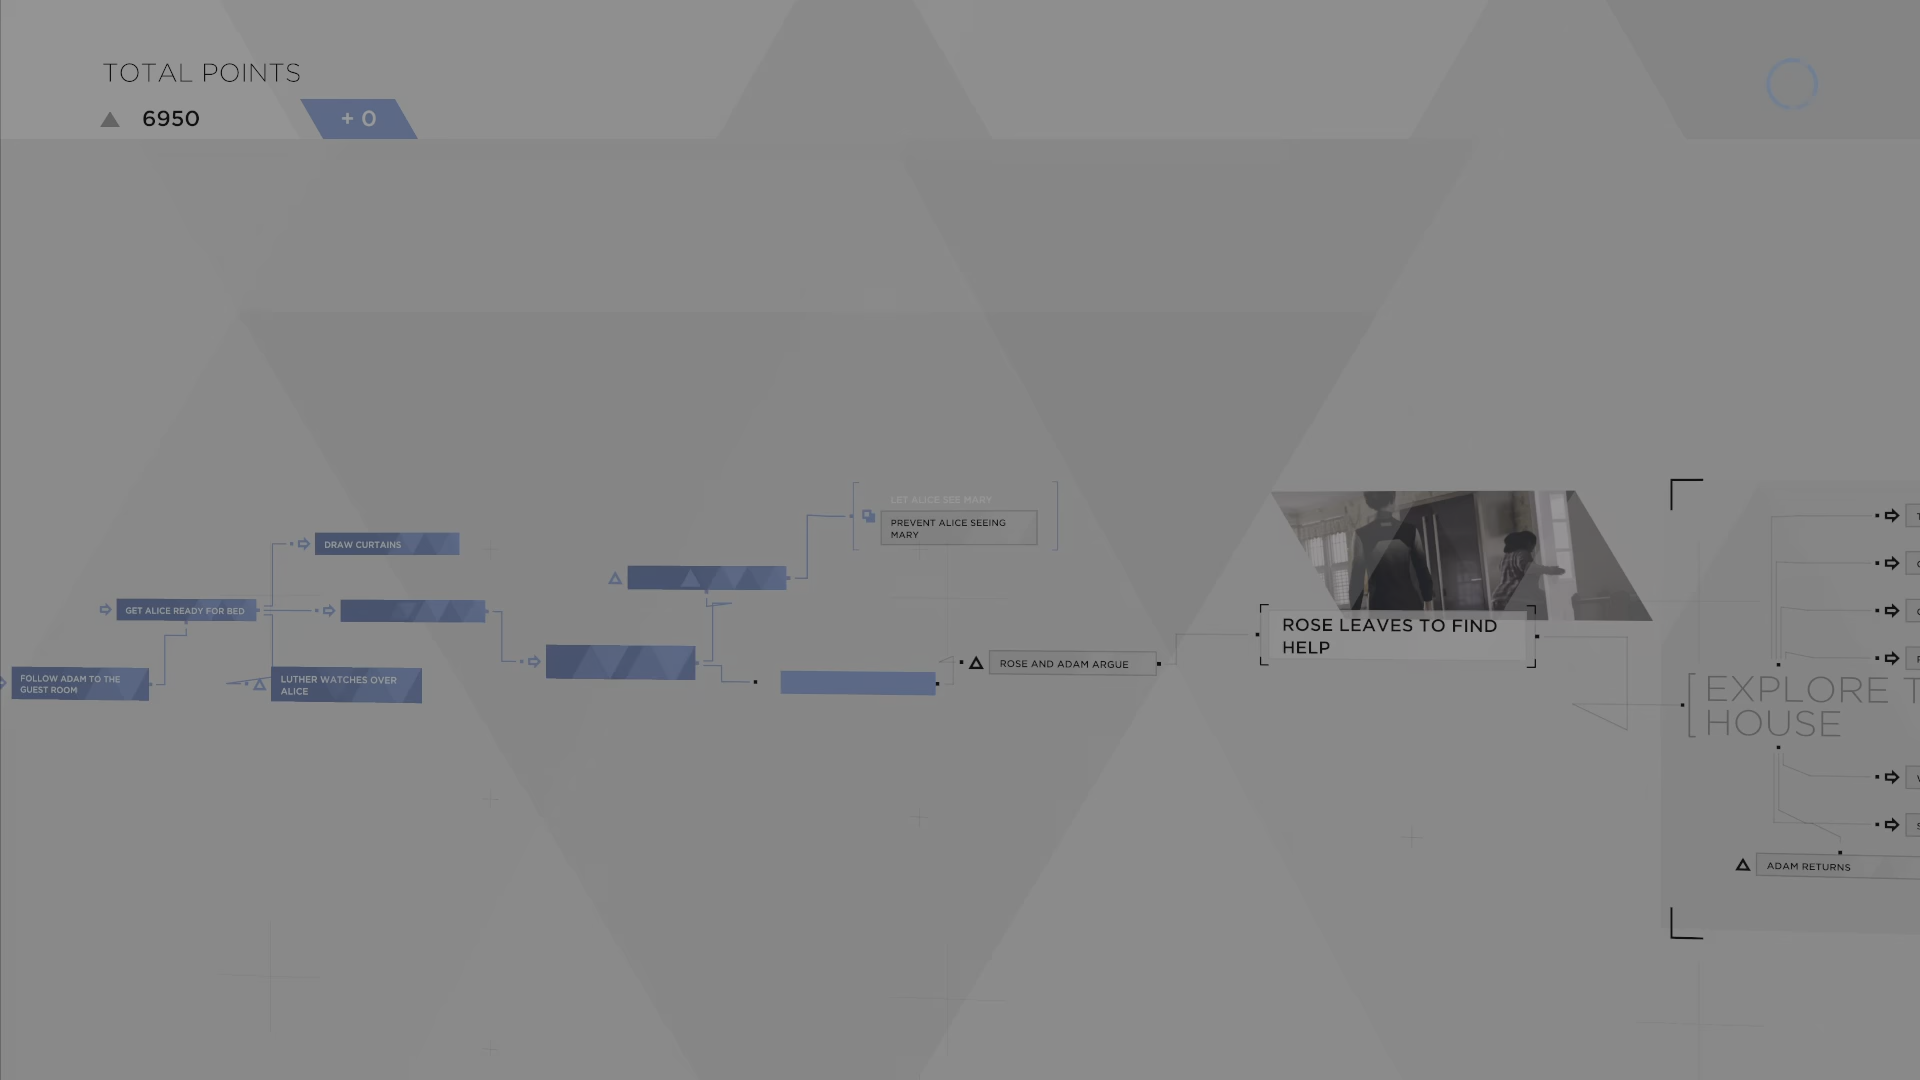 TOTAL POINTS
6950
+ 0
LET ALICE SEE MARY
PREVENT ALICE SEEING
MARY
DRAW CURTAINS
GET ALICE READY FOR BED
FOLLOW ADAM TO THE
GUEST ROOM
LUTHER WATCHES OVER
ALICE
ROSE AND ADAM ARGUE
ROSE LEAVES TO FIND
HELP
EXPLORE T
HOUSE
ADAM RETURNS